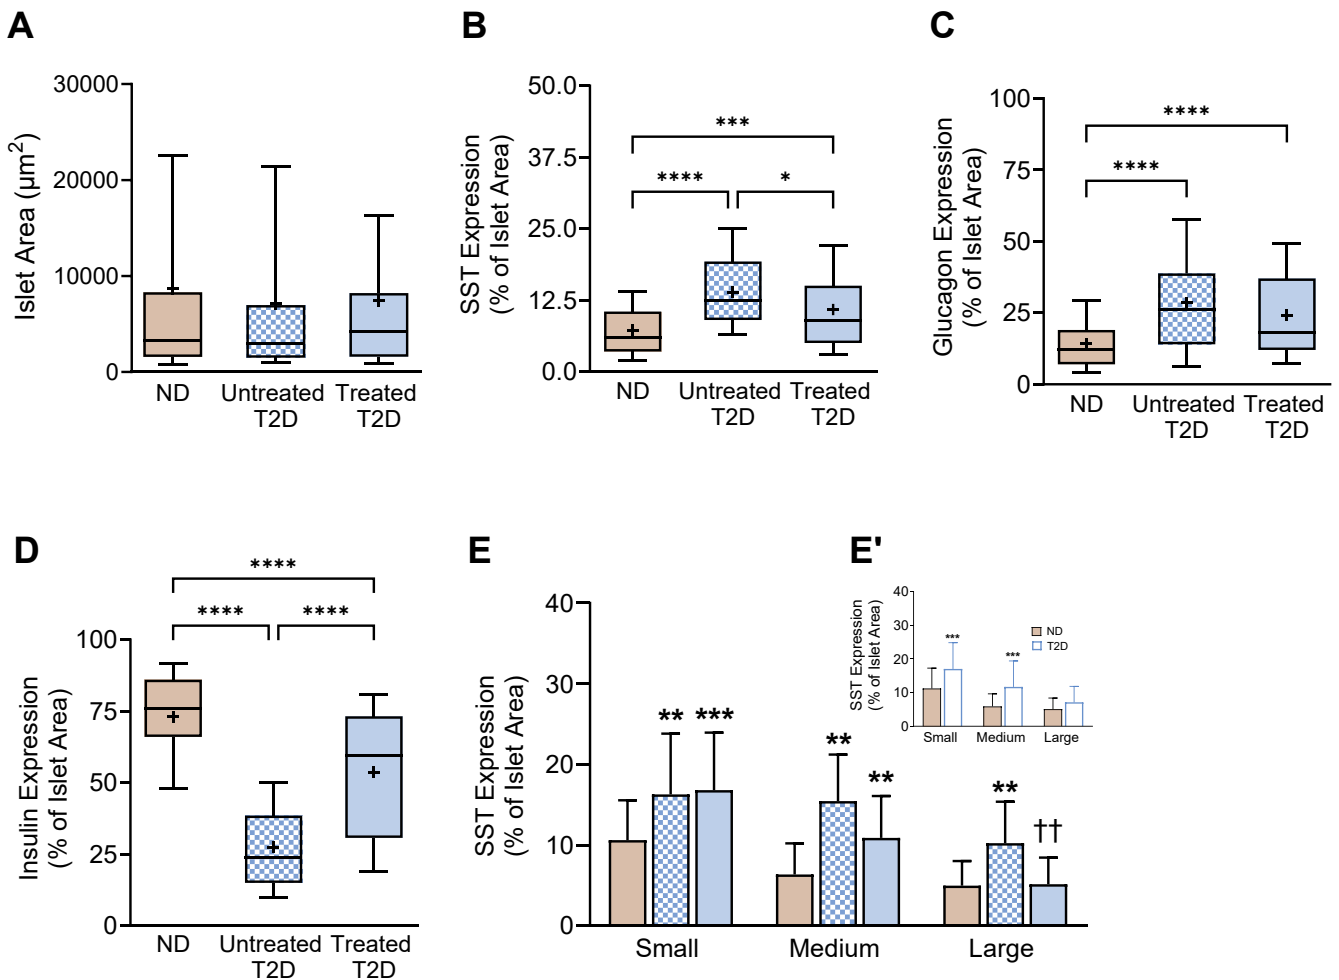 A
Islet Area (µm²)
30000
20000
10000
0
ND
Untreated
T2D
Treated
T2D
B
SST Expression
(% of Islet Area)
50.0
37.5
25.0
12.5
0.0
***
****
*
ND
Untreated
T2D
Treated
T2D
C
Glucagon Expression
(% of Islet Area)
100
75
50
25
0
****
****
ND
Untreated
T2D
Treated
T2D
D
Insulin Expression
(% of Islet Area)
100
75
50
25
0
****
****
****
ND
Untreated
T2D
Treated
T2D
E
SST Expression
(% of Islet Area)
40
30
20
10
0
**
***
**
**
**
††
Small
Medium
Large
E'
SST Expression
(% of Islet Area)
40
30
20
10
0
***
***
ND
T2D
Small
Medium
Large